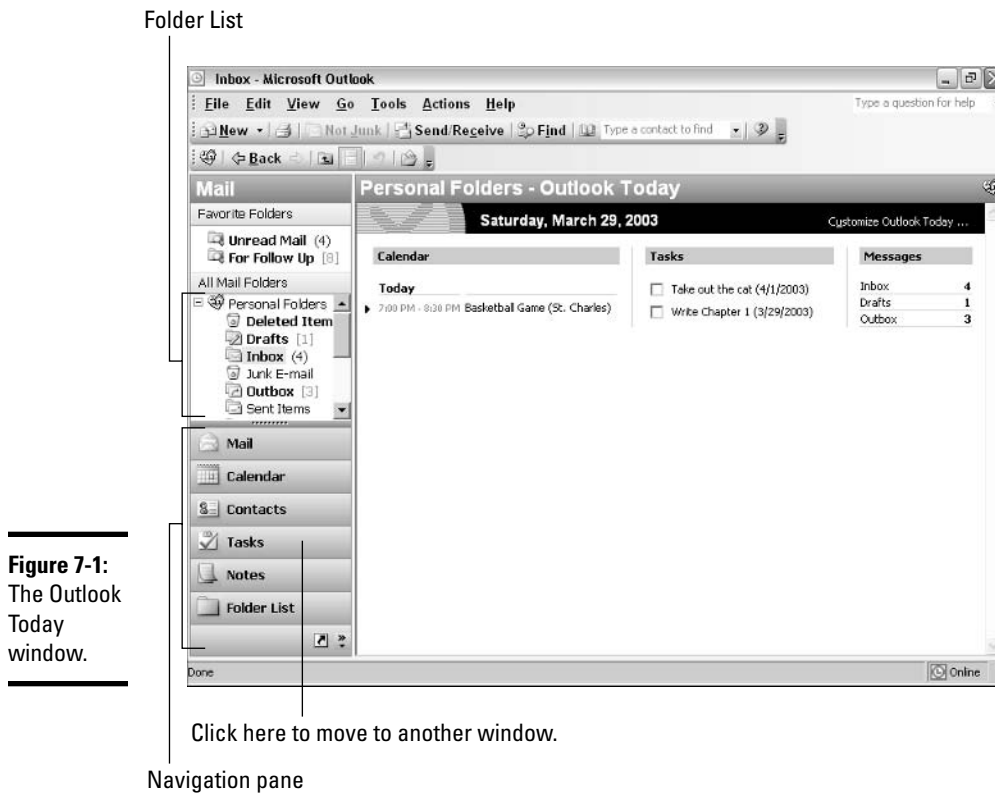 Folder List
Inbox - Microsoft Outlook
File Edit View Go Tools Actions Help
Type a question for help
New Not Junk Send/Receive Find Type a contact to find
Back
Mail
Personal Folders - Outlook Today
Favorite Folders
Saturday, March 29, 2003
Customize Outlook Today ...
Unread Mail (4)
For Follow Up [8]
All Mail Folders
Personal Folders
Deleted Item
Drafts [1]
Inbox (4)
Junk E-mail
Outbox [3]
Sent Items
Calendar
Today
7:00 PM - 8:30 PM Basketball Game (St. Charles)
Tasks
Take out the cat (4/1/2003)
Write Chapter 1 (3/29/2003)
Messages
Inbox 4
Drafts 1
Outbox 3
Mail
Calendar
Contacts
Tasks
Notes
Folder List
Done
Online
Figure 7-1:
The Outlook
Today
window.
Click here to move to another window.
Navigation pane